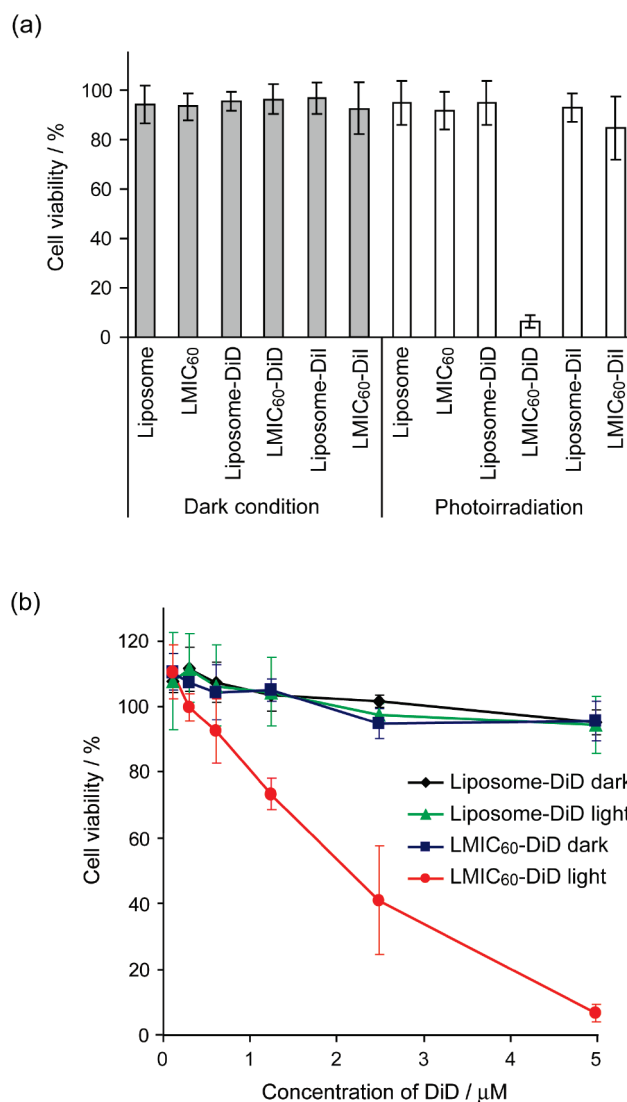 (a)
Cell viability / %
100
80
60
40
20
0
Liposome
LMIC₆₀
Liposome-DiD
LMIC₆₀-DiD
Liposome-DiI
LMIC₆₀-DiI
Liposome
LMIC₆₀
Liposome-DiD
LMIC₆₀-DiD
Liposome-DiI
LMIC₆₀-DiI
Dark condition
Photoirradiation
(b)
Cell viability / %
120
100
80
60
40
20
0
Liposome-DiD dark
Liposome-DiD light
LMIC₆₀-DiD dark
LMIC₆₀-DiD light
0 1 2 3 4 5
Concentration of DiD / μM